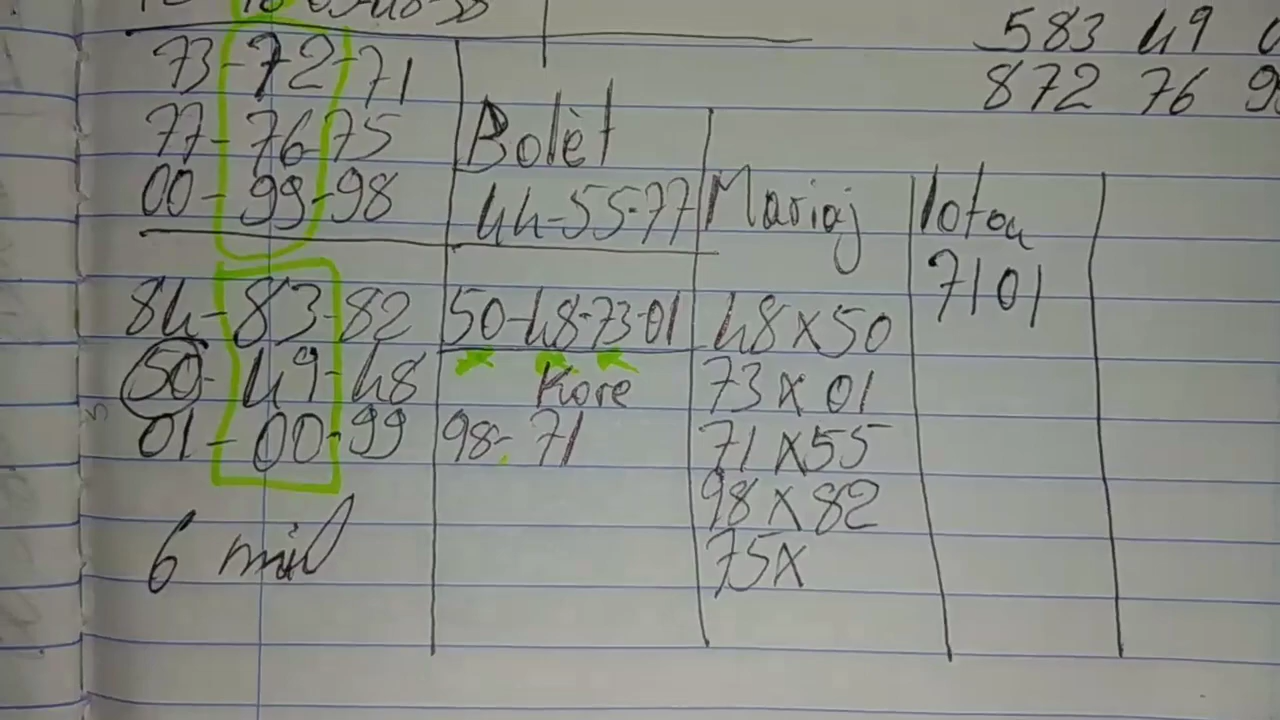 583 49
872 76
73-72-71
77-76-75
00-99-98
84-83-82
50-49-48
01-00-99
6 mil
Bolèt
44-55-77
50-48-73-01
Kore
98-71
Mariaj
48x50
73x01
71x55
98x82
75x
lotoa
7101